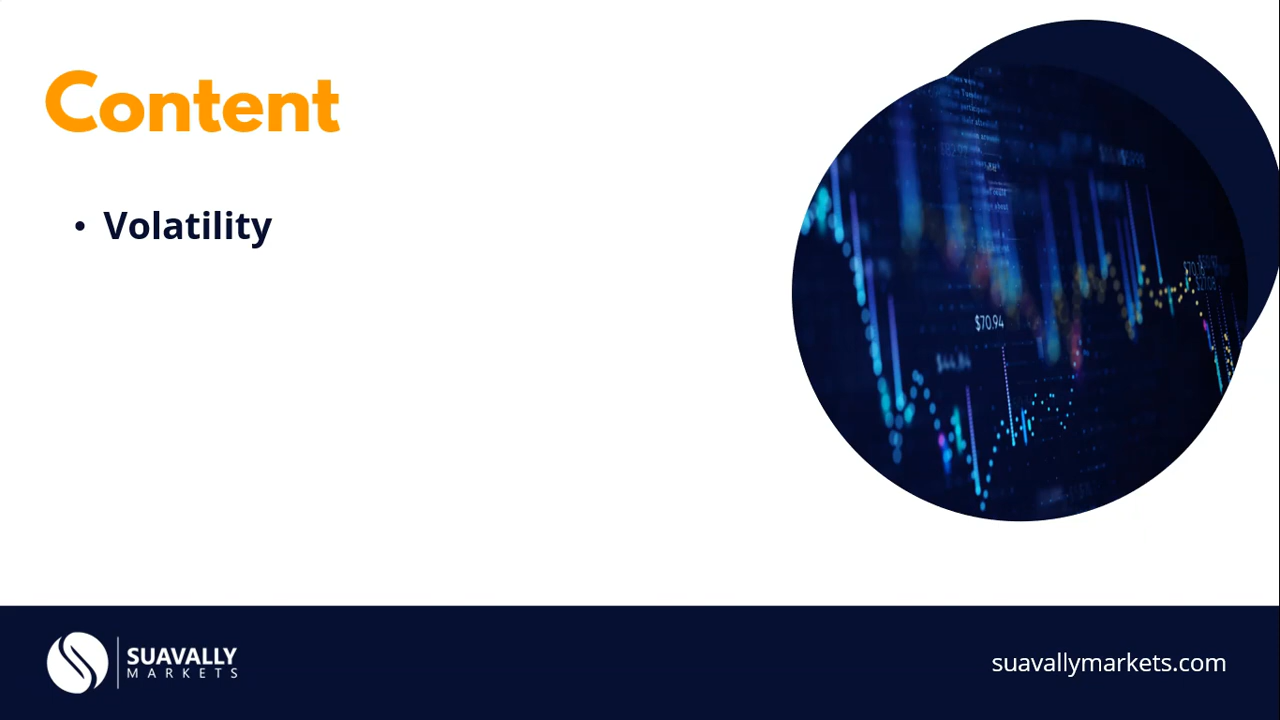 Content
• Volatility
$70.94
SUAVALLY
MARKETS
suavallymarkets.com